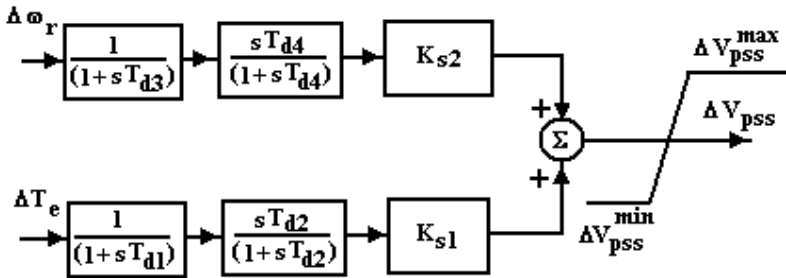 Δω_r
1/(1+sT_d3)
sT_d4/(1+sT_d4)
K_s2
+
Σ
+
ΔV_pss^max
ΔV_pss
ΔV_pss^min
ΔT_e
1/(1+sT_d1)
sT_d2/(1+sT_d2)
K_s1